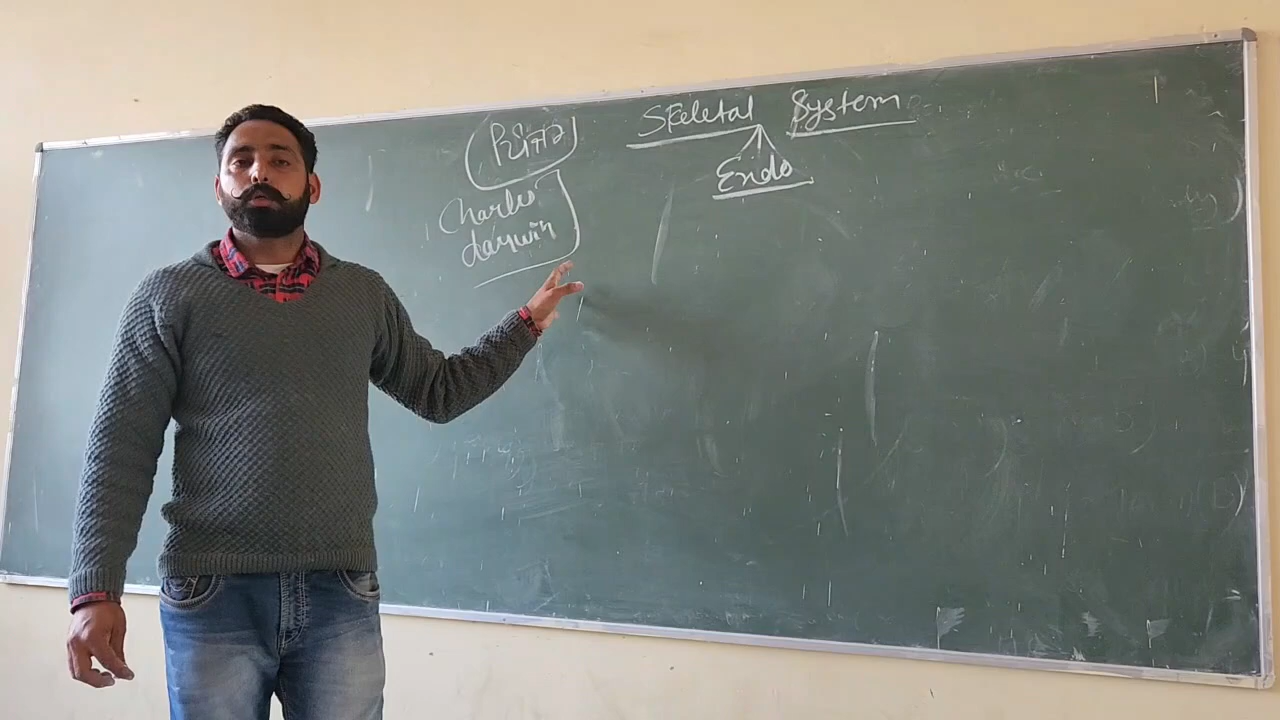 Skeletal System
Endo
ਪਿੰਜਰ
Charles
darwin